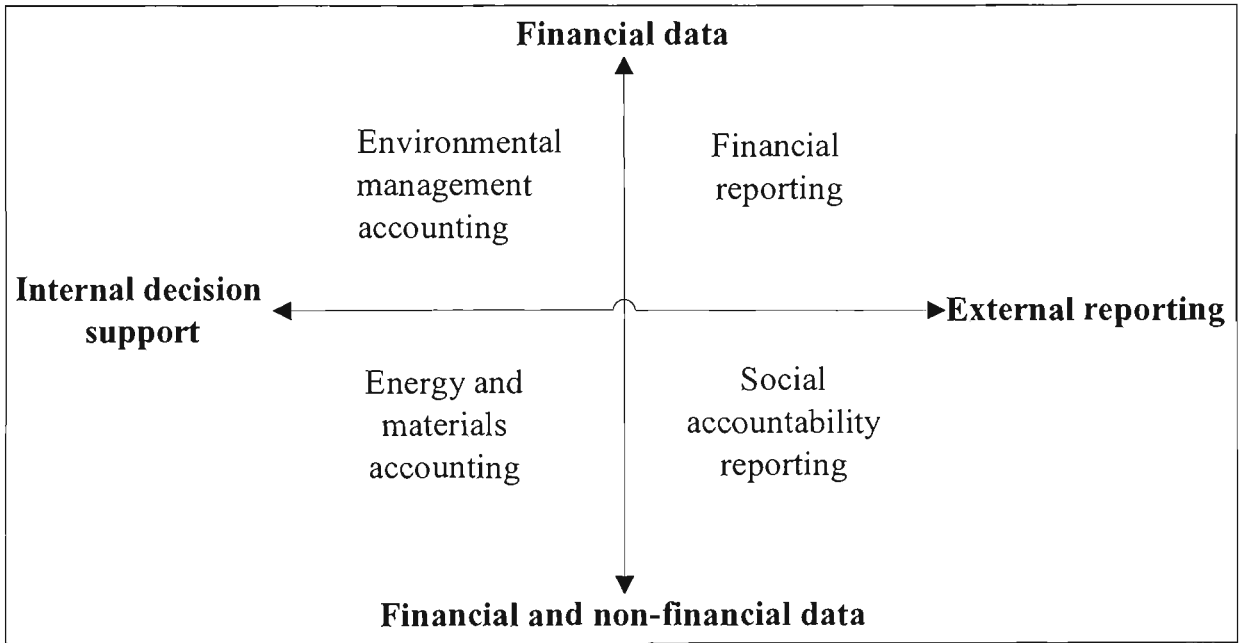 Financial data
Environmental
management
accounting
Financial
reporting
Internal decision
support
External reporting
Energy and
materials
accounting
Social
accountability
reporting
Financial and non-financial data